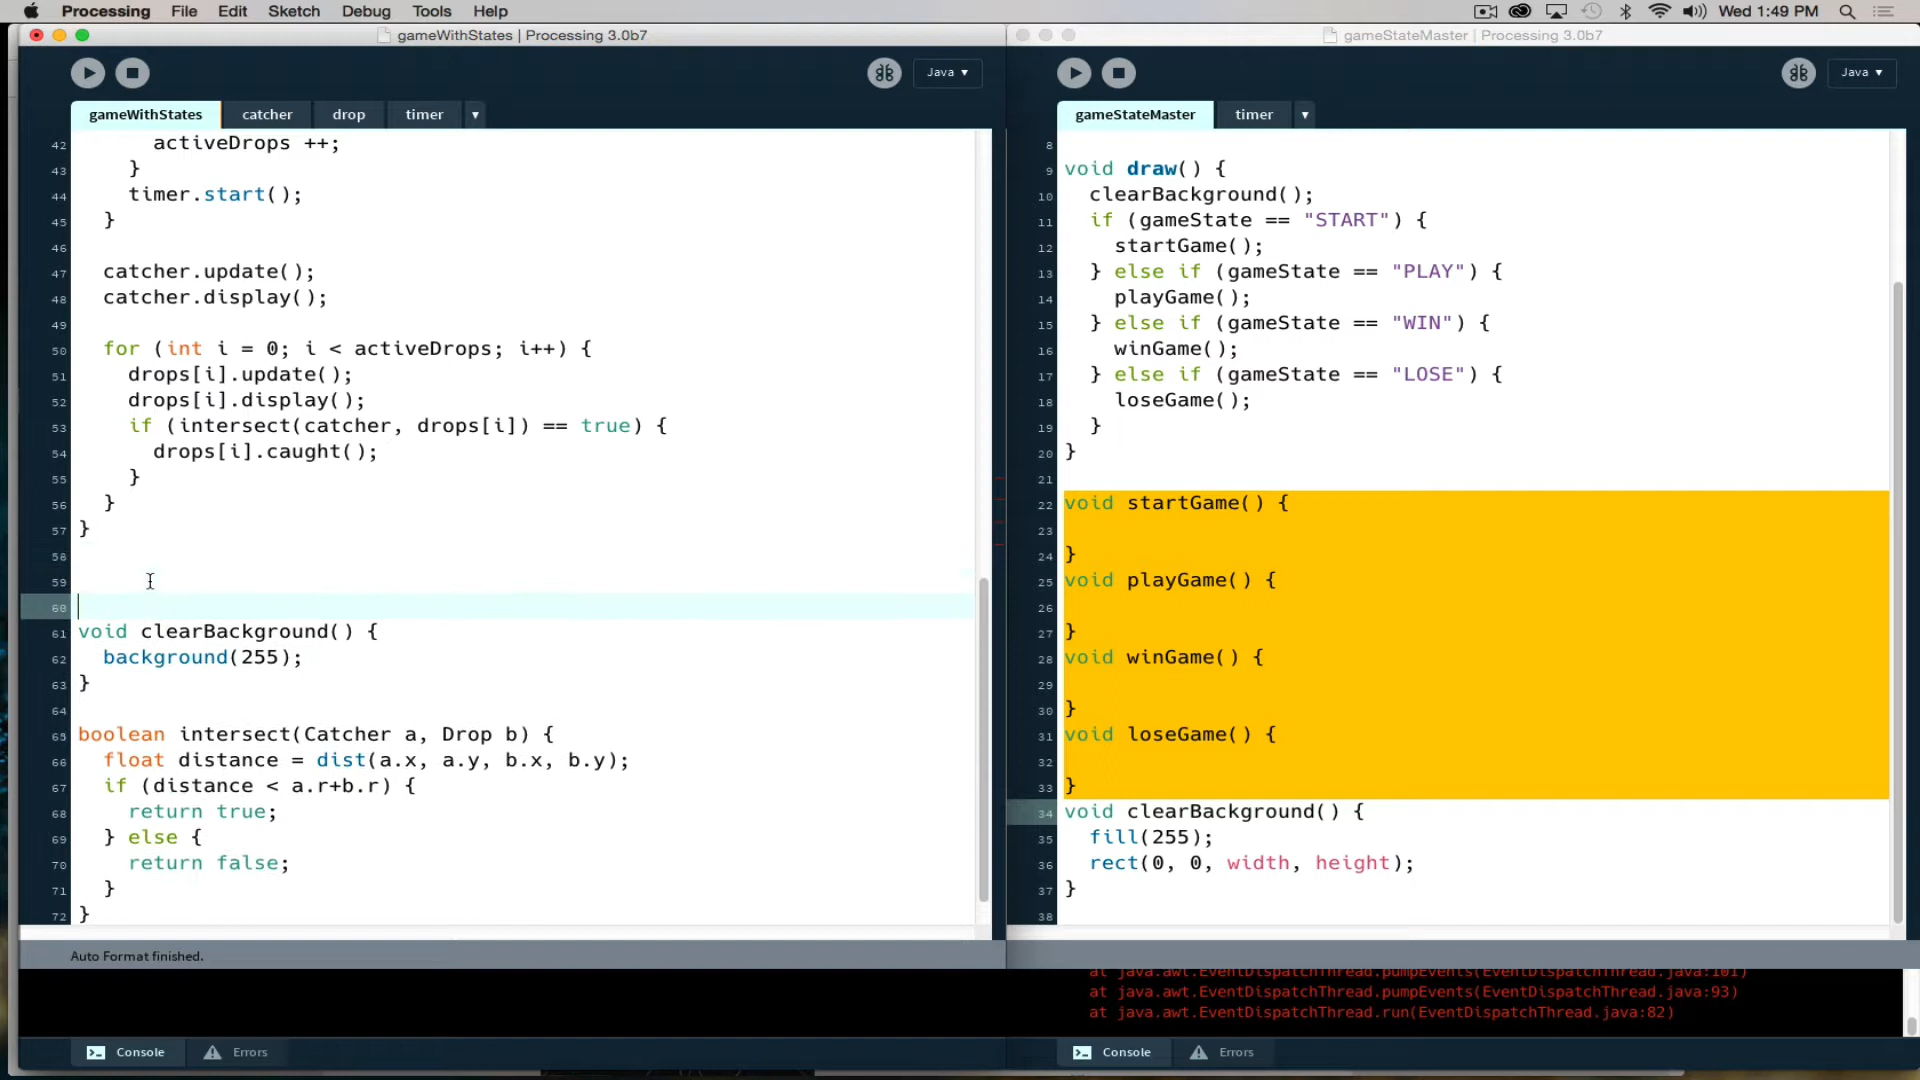 Processing File Edit Sketch Debug Tools Help Wed 1:49 PM
gameWithStates | Processing 3.0b7
Java ▾
gameWithStates catcher drop timer ▾
42 activeDrops ++;
43 }
44 timer.start();
45 }
46
47 catcher.update();
48 catcher.display();
49
50 for (int i = 0; i < activeDrops; i++) {
51 drops[i].update();
52 drops[i].display();
53 if (intersect(catcher, drops[i]) == true) {
54 drops[i].caught();
55 }
56 }
57 }
58
59
60
61 void clearBackground() {
62 background(255);
63 }
64
65 boolean intersect(Catcher a, Drop b) {
66 float distance = dist(a.x, a.y, b.x, b.y);
67 if (distance < a.r+b.r) {
68 return true;
69 } else {
70 return false;
71 }
72 }
Auto Format finished.
Console Errors
gameStateMaster | Processing 3.0b7
Java ▾
gameStateMaster timer ▾
8
9 void draw() {
10 clearBackground();
11 if (gameState == "START") {
12 startGame();
13 } else if (gameState == "PLAY") {
14 playGame();
15 } else if (gameState == "WIN") {
16 winGame();
17 } else if (gameState == "LOSE") {
18 loseGame();
19 }
20 }
21
22 void startGame() {
23
24 }
25 void playGame() {
26
27 }
28 void winGame() {
29
30 }
31 void loseGame() {
32
33 }
34 void clearBackground() {
35 fill(255);
36 rect(0, 0, width, height);
37 }
38
at java.awt.EventDispatchThread.pumpEvents(EventDispatchThread.java:101)
at java.awt.EventDispatchThread.pumpEvents(EventDispatchThread.java:93)
at java.awt.EventDispatchThread.run(EventDispatchThread.java:82)
Console Errors